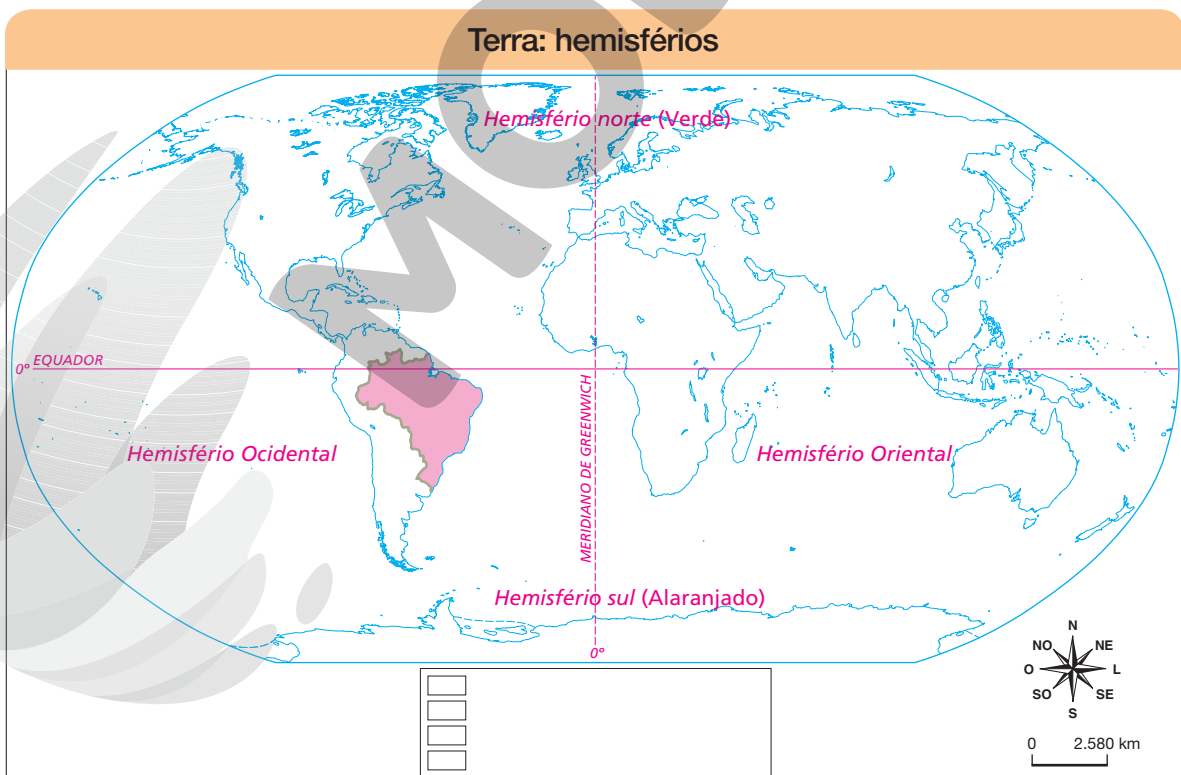 Terra: hemisférios
Hemisfério norte (Verde)
EQUADOR
0°
MERIDIANO DE GREENWICH
Hemisfério Ocidental
Hemisfério Oriental
Hemisfério sul (Alaranjado)
0°
N
NO NE
O L
SO SE
S
0 2.580 km